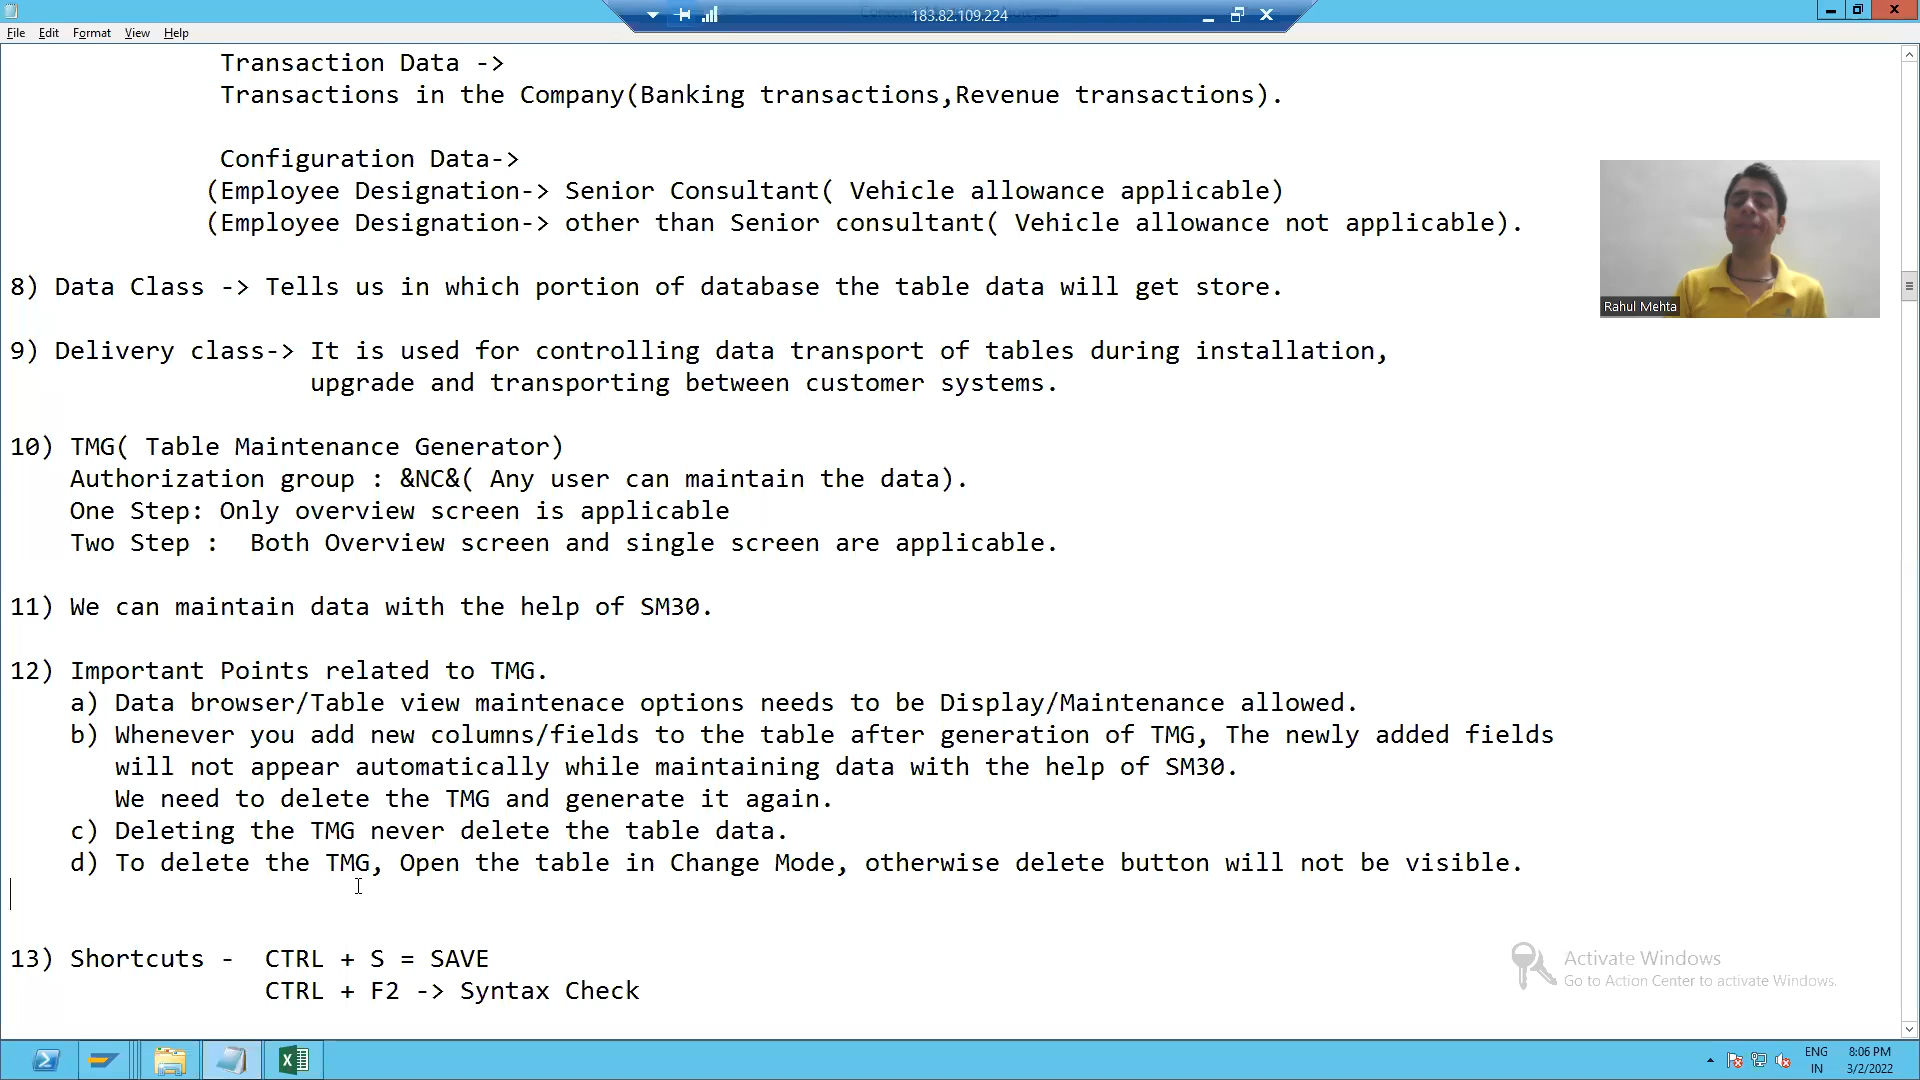 183.82.109.224
File Edit Format View Help
Transaction Data ->
Transactions in the Company(Banking transactions,Revenue transactions).
Configuration Data->
(Employee Designation-> Senior Consultant( Vehicle allowance applicable)
(Employee Designation-> other than Senior consultant( Vehicle allowance not applicable).
Rahul Mehta
8) Data Class -> Tells us in which portion of database the table data will get store.
9) Delivery class-> It is used for controlling data transport of tables during installation,
upgrade and transporting between customer systems.
10) TMG( Table Maintenance Generator)
Authorization group : &NC&( Any user can maintain the data).
One Step: Only overview screen is applicable
Two Step :  Both Overview screen and single screen are applicable.
11) We can maintain data with the help of SM30.
12) Important Points related to TMG.
a) Data browser/Table view maintenace options needs to be Display/Maintenance allowed.
b) Whenever you add new columns/fields to the table after generation of TMG, The newly added fields
will not appear automatically while maintaining data with the help of SM30.
We need to delete the TMG and generate it again.
c) Deleting the TMG never delete the table data.
d) To delete the TMG, Open the table in Change Mode, otherwise delete button will not be visible.
13) Shortcuts -  CTRL + S = SAVE
CTRL + F2 -> Syntax Check
Activate Windows
Go to Action Center to activate Windows.
ENG 8:06 PM
IN 3/2/2022